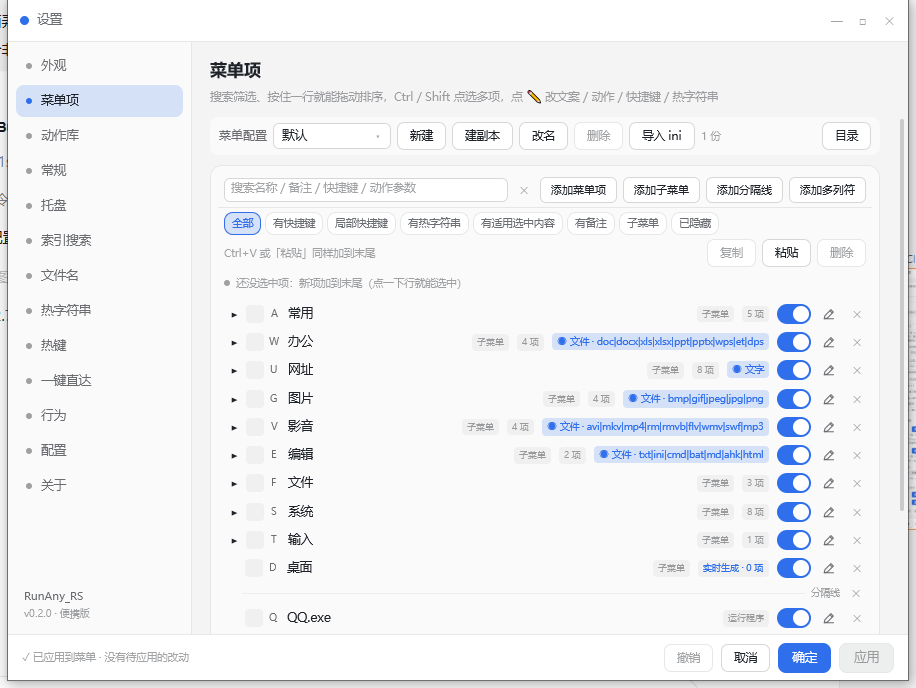 设置
外观
菜单项
动作库
常规
托盘
索引搜索
文件名
热字符串
热键
一键直达
行为
配置
关于
RunAny_RS
v0.2.0 · 便携版
菜单项
搜索筛选、按住一行就能拖动排序，Ctrl / Shift 点选多项，点 ✏️ 改文案 / 动作 / 快捷键 / 热字符串
菜单配置 默认 新建 建副本 改名 删除 导入 ini 1 份 目录
搜索名称 / 备注 / 快捷键 / 动作参数 × 添加菜单项 添加子菜单 添加分隔线 添加多列符
全部 有快捷键 局部快捷键 有热字符串 有适用选中内容 有备注 子菜单 已隐藏
Ctrl+V 或「粘贴」同样加到末尾 复制 粘贴 删除
还没选中项：新项加到末尾（点一下行就能选中）
A 常用 子菜单 5 项
W 办公 子菜单 4 项 文件 · doc|docx|xls|xlsx|ppt|pptx|wps|et|dps
U 网址 子菜单 8 项 文字
G 图片 子菜单 4 项 文件 · bmp|gif|jpeg|jpg|png
V 影音 子菜单 4 项 文件 · avi|mkv|mp4|rm|rmvb|flv|wmv|swf|mp3
E 编辑 子菜单 2 项 文件 · txt|ini|cmd|bat|md|ahk|html
F 文件 子菜单 3 项
S 系统 子菜单 8 项
T 输入 子菜单 1 项
D 桌面 子菜单 实时生成 · 0 项
分隔线
Q QQ.exe 运行程序
✓ 已应用到菜单 · 没有待应用的改动 撤销 取消 确定 应用